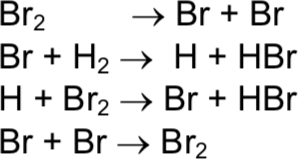 Br₂ → Br + Br
Br + H₂ → H + HBr
H + Br₂ → Br + HBr
Br + Br → Br₂